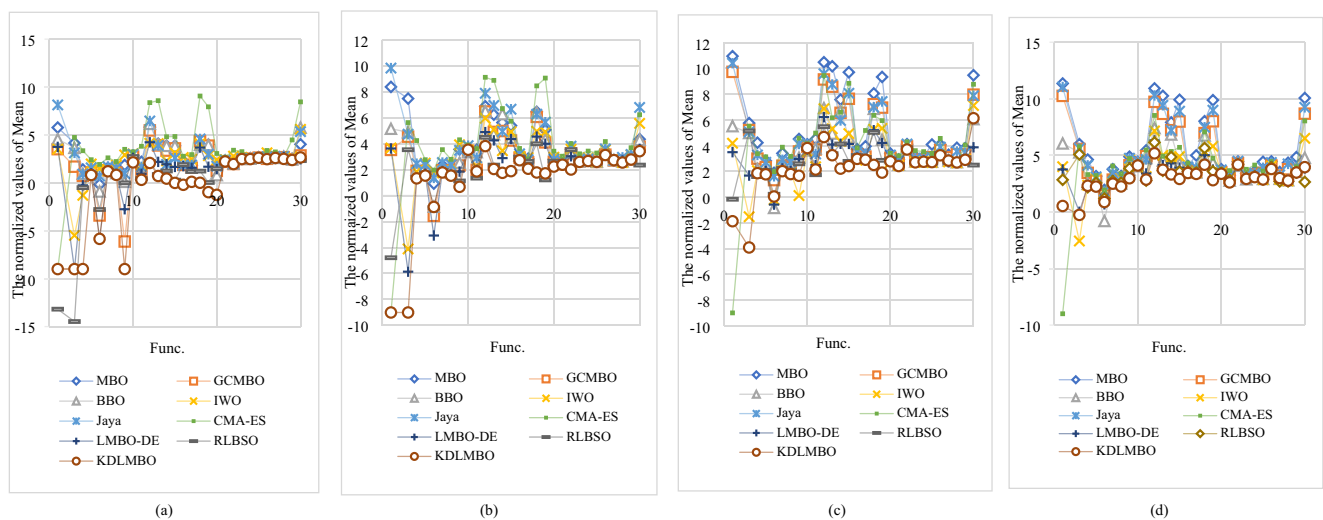 The normalized values of Mean
15
10
5
0
-5
-10
-15
0 10 20 30
Func.
MBO GCMBO
BBO IWO
Jaya CMA-ES
LMBO-DE RLBSO
KDLMBO
(a)
The normalized values of Mean
12
10
8
6
4
2
0
-2
-4
-6
-8
-10
0 10 20 30
Func.
MBO GCMBO
BBO IWO
Jaya CMA-ES
LMBO-DE RLBSO
KDLMBO
(b)
The normalized values of Mean
12
10
8
6
4
2
0
-2
-4
-6
-8
-10
0 10 20 30
Func.
MBO GCMBO
BBO IWO
Jaya CMA-ES
LMBO-DE RLBSO
KDLMBO
(c)
The normalized values of Mean
15
10
5
0
-5
-10
0 10 20 30
Func.
MBO GCMBO
BBO IWO
Jaya CMA-ES
LMBO-DE RLBSO
KDLMBO
(d)